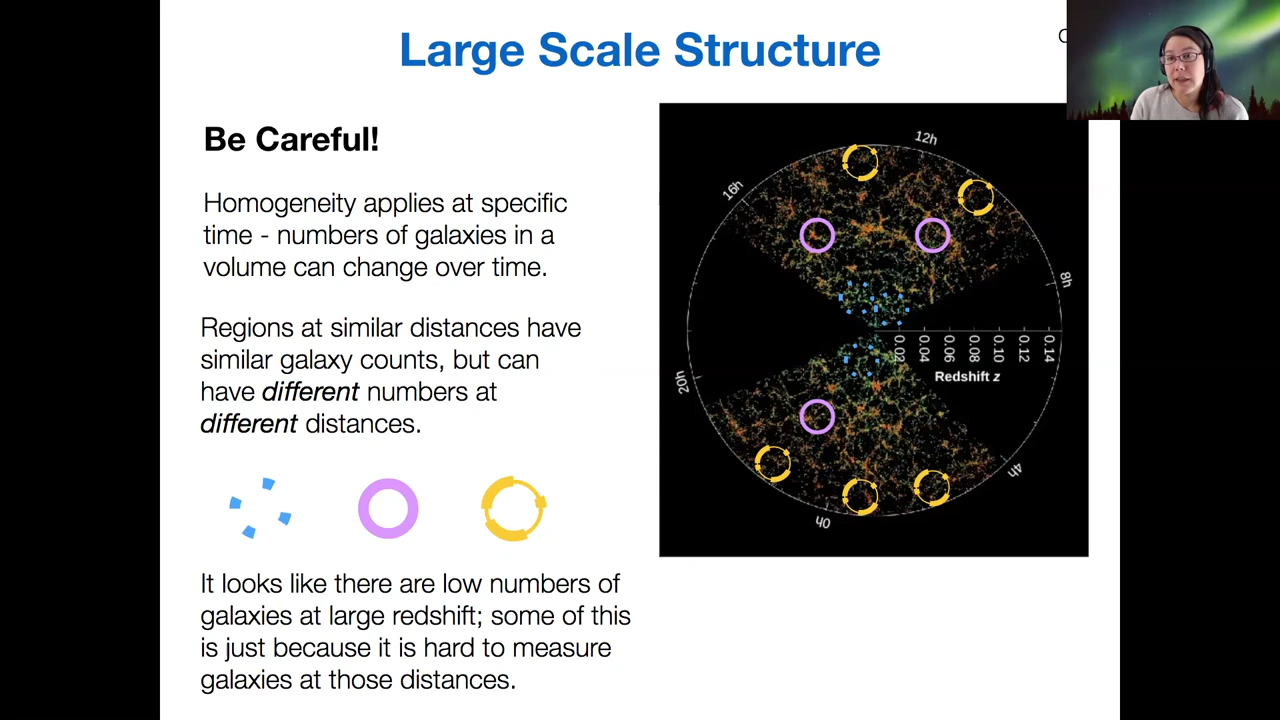 Large Scale Structure
Be Careful!
Homogeneity applies at specific
time - numbers of galaxies in a
volume can change over time.
Regions at similar distances have
similar galaxy counts, but can
have different numbers at
different distances.
It looks like there are low numbers of
galaxies at large redshift; some of this
is just because it is hard to measure
galaxies at those distances.
12h
16h
8h
20h
4h
0h
0.02
0.04
0.06
0.08
0.10
0.12
0.14
Redshift z